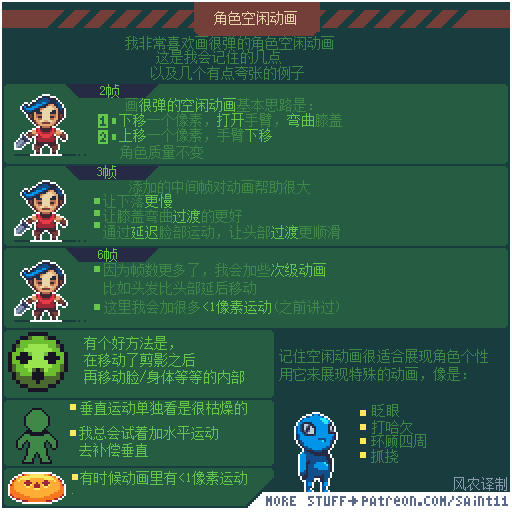 角色空闲动画
我非常喜欢画很弹的角色空闲动画
这是我会记住的几点
以及几个有点夸张的例子
2帧
画很弹的空闲动画基本思路是：
1 下移一个像素，打开手臂，弯曲膝盖
2 上移一个像素，手臂下移
角色质量不变
3帧
添加的中间帧对动画帮助很大
让下落更慢
让膝盖弯曲过渡的更好
通过延迟脸部运动，让头部过渡更顺滑
6帧
因为帧数更多了，我会加些次级动画
比如头发比头部延后移动
这里我会加很多<1像素运动(之前讲过)
有个好方法是，
在移动了剪影之后
再移动脸/身体等等的内部
垂直运动单独看是很枯燥的
我总会试着加水平运动
去补偿垂直
有时候动画里有<1像素运动
记住空闲动画很适合展现角色个性
用它来展现特殊的动画，像是：
眨眼
打哈欠
环顾四周
抓挠
风农译制
MORE STUFF→PATREON.COM/SAINT11